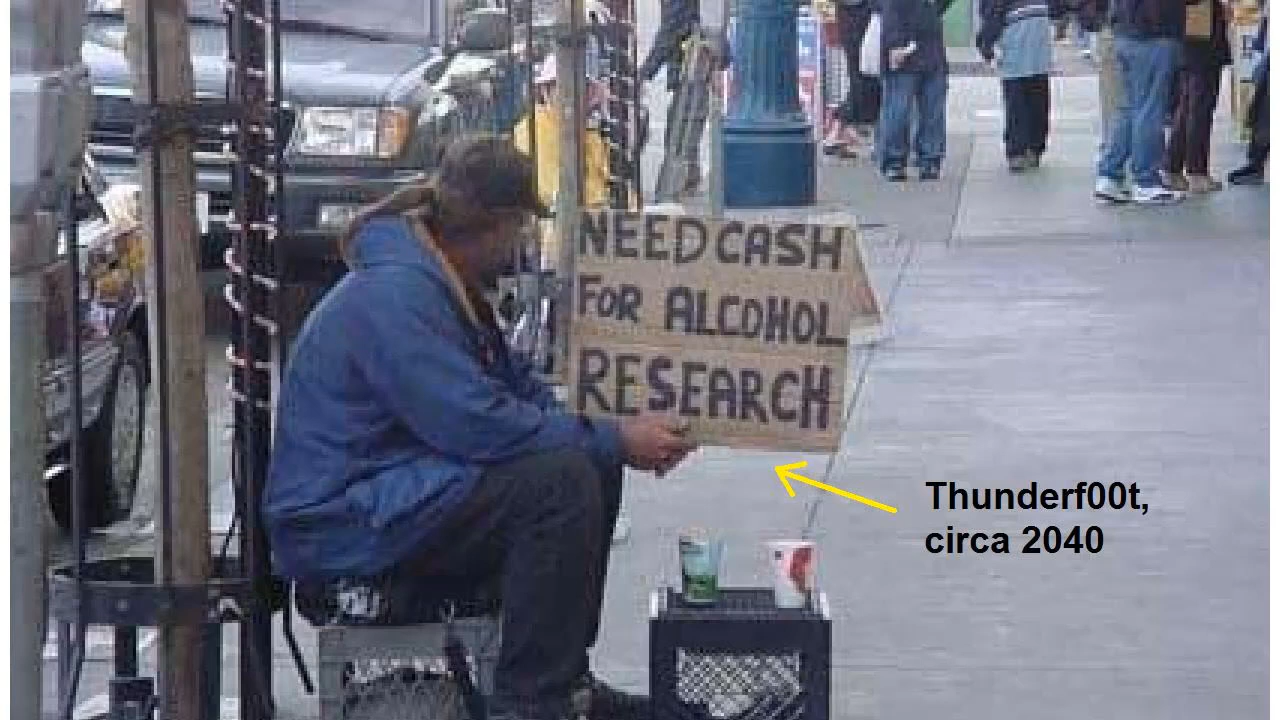 NEED CASH
FOR ALCOHOL
RESEARCH
Thunderf00t,
circa 2040